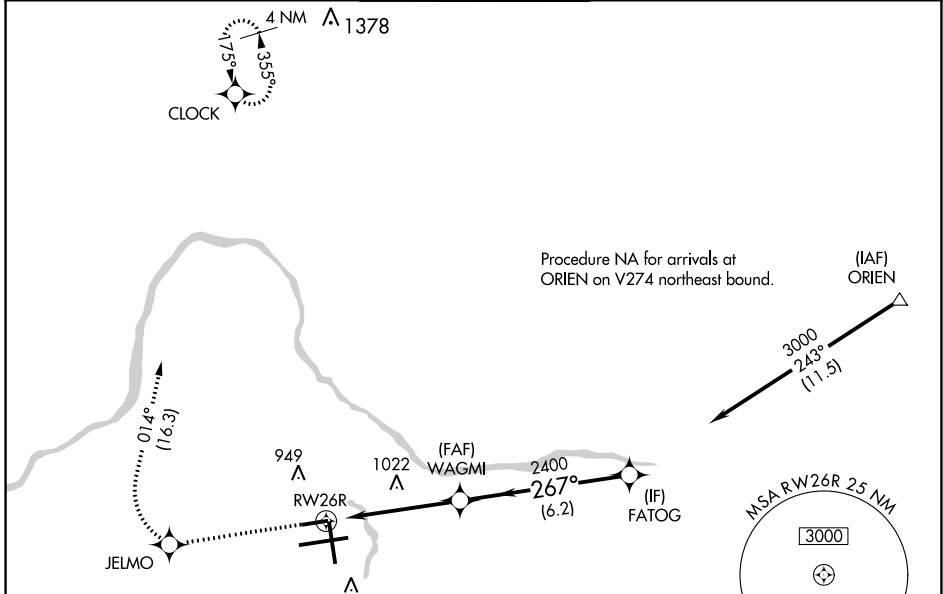 4 NM
1378
175°
355°
CLOCK
Procedure NA for arrivals at
ORIEN on V274 northeast bound.
(IAF)
ORIEN
3000
243°
(11.5)
014°
(16.3)
949
1022
(FAF)
WAGMI
2400
267°
(6.2)
(IF)
FATOG
RW26R
JELMO
MSA RW26R 25 NM
3000